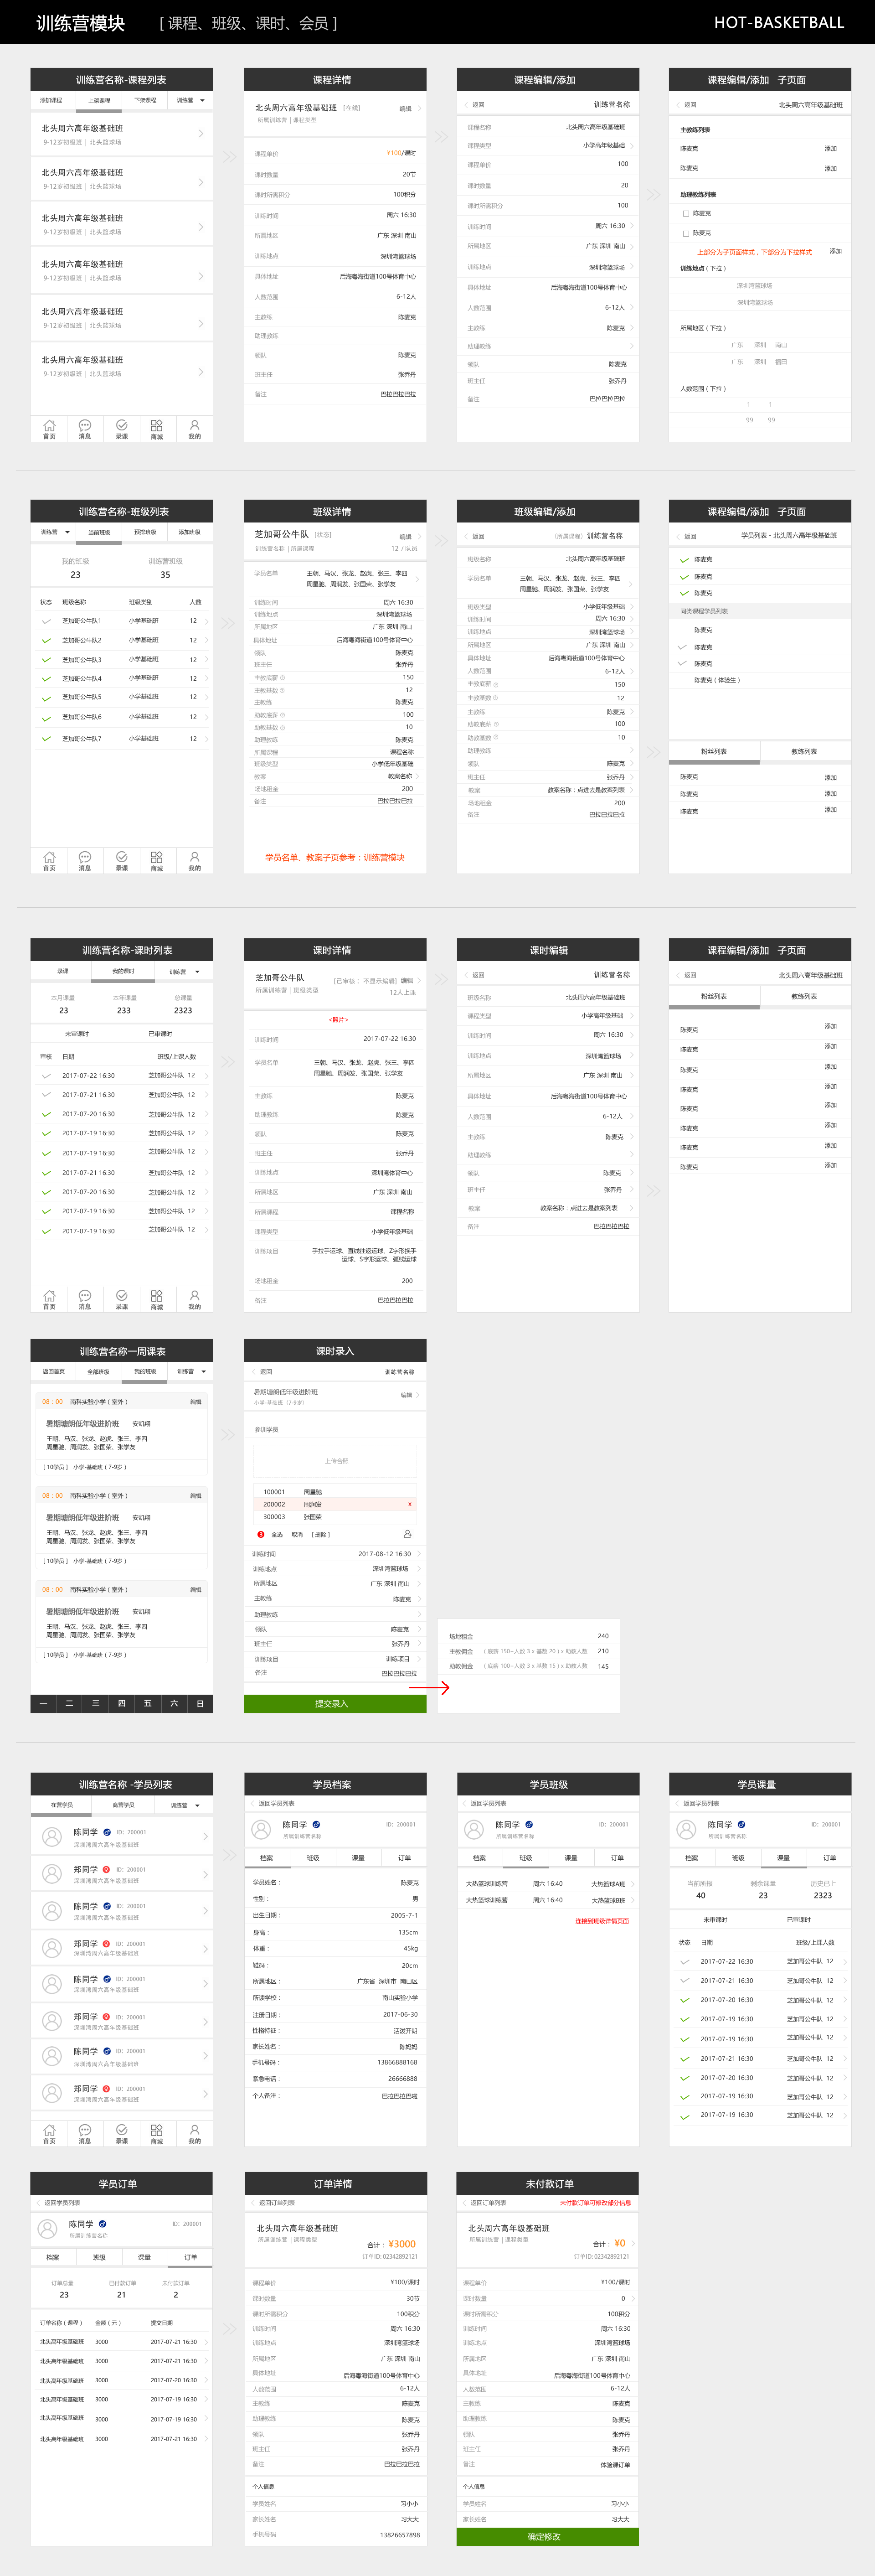 训练营模块 [ 课程、班级、课时、会员 ] HOT-BASKETBALL
训练营名称-课程列表
添加课程 上架课程 下架课程 训练营
北头周六高年级基础班
9-12岁初级班 | 北头篮球场
北头周六高年级基础班
9-12岁初级班 | 北头篮球场
北头周六高年级基础班
9-12岁初级班 | 北头篮球场
北头周六高年级基础班
9-12岁初级班 | 北头篮球场
北头周六高年级基础班
9-12岁初级班 | 北头篮球场
北头周六高年级基础班
9-12岁初级班 | 北头篮球场
首页 消息 录课 商城 我的
课程详情
北头周六高年级基础班 [在线] 编辑
所属训练营 | 课程类型
课程单价 ¥100/课时
课时数量 20节
课时所需积分 100积分
训练时间 周六 16:30
所属地区 广东 深圳 南山
训练地点 深圳湾篮球场
具体地址 后海毒海街道100号体育中心
人数范围 6-12人
主教练 陈麦克
助理教练
领队 陈麦克
班主任 张乔丹
备注 巴拉巴拉巴拉
课程编辑/添加
返回 训练营名称
课程名称 北头周六高年级基础班
课程类型 小学高年级基础
课程单价 100
课时数量 20
课时所需积分 100
训练时间 周六 16:30
所属地区 广东 深圳 南山
训练地点 深圳湾篮球场
具体地址 后海毒海街道100号体育中心
人数范围 6-12人
主教练 陈麦克
助理教练
领队 陈麦克
班主任 张乔丹
备注 巴拉巴拉巴拉
课程编辑/添加 子页面
返回 北头周六高年级基础班
主教练列表
陈麦克 添加
陈麦克 添加
助理教练列表
陈麦克
陈麦克
上部分为子页面样式，下部分为下拉样式 添加
训练地点（下拉）
深圳湾篮球场
深圳湾篮球场
所属地区（下拉）
广东 深圳 南山
广东 深圳 福田
人数范围（下拉）
1 1
99 99
训练营名称-班级列表
训练营 当前班级 预排班级 添加班级
我的班级 训练营班级
23 35
状态 班级名称 班级类别 人数
芝加哥公牛队1 小学基础班 12
芝加哥公牛队2 小学基础班 12
芝加哥公牛队3 小学基础班 12
芝加哥公牛队4 小学基础班 12
芝加哥公牛队5 小学基础班 12
芝加哥公牛队6 小学基础班 12
芝加哥公牛队7 小学基础班 12
首页 消息 录课 商城 我的
班级详情
芝加哥公牛队 [状态] 编辑
训练营名称 | 所属课程 12 / 队员
学员名单 王朝、马汉、张龙、赵虎、张三、李四
周星驰、周润发、张国荣、张学友
训练时间 周六 16:30
训练地点 深圳湾篮球场
所属地区 广东 深圳 南山
具体地址 后海毒海街道100号体育中心
领队 陈麦克
班主任 张乔丹
主教底薪 150
主教基数 12
主教练 陈麦克
助教底薪 100
助教基数 10
助理教练 陈麦克
所属课程 课程名称
班级类型 小学低年级基础
教案 教案名称
场地租金 200
备注 巴拉巴拉巴拉
学员名单、教案子页参考：训练营模块
班级编辑/添加
返回 （所属课程）训练营名称
班级名称 北头周六高年级基础班
学员名单 王朝、马汉、张龙、赵虎、张三、李四
周星驰、周润发、张国荣、张学友
班级类型 小学低年级基础
训练时间 周六 16:30
训练地点 深圳湾篮球场
所属地区 广东 深圳 南山
具体地址 后海毒海街道100号体育中心
人数范围 6-12人
主教底薪 150
主教基数 12
主教练 陈麦克
助教底薪 100
助教基数 10
助理教练
领队 陈麦克
班主任 张乔丹
教案 教案名称：点进去是教案列表
场地租金 200
备注 巴拉巴拉巴拉
课程编辑/添加 子页面
返回 学员列表 - 北头周六高年级基础班
陈麦克
陈麦克
陈麦克
同类课程学员列表
陈麦克
陈麦克
陈麦克
陈麦克（体验生）
粉丝列表 教练列表
陈麦克 添加
陈麦克 添加
陈麦克 添加
训练营名称-课时列表
录课 我的课时 训练营
本月课量 本年课量 总课量
23 233 2323
未审课时 已审课时
审核 日期 班级/上课人数
2017-07-22 16:30 芝加哥公牛队 12
2017-07-21 16:30 芝加哥公牛队 12
2017-07-20 16:30 芝加哥公牛队 12
2017-07-19 16:30 芝加哥公牛队 12
2017-07-19 16:30 芝加哥公牛队 12
2017-07-21 16:30 芝加哥公牛队 12
2017-07-20 16:30 芝加哥公牛队 12
2017-07-19 16:30 芝加哥公牛队 12
2017-07-19 16:30 芝加哥公牛队 12
首页 消息 录课 商城 我的
课时详情
芝加哥公牛队 [已审核； 不显示编辑] 编辑
所属训练营 | 班级类型 12人上课
<照片>
训练时间 2017-07-22 16:30
学员名单 王朝、马汉、张龙、赵虎、张三、李四
周星驰、周润发、张国荣、张学友
主教练 陈麦克
助理教练 陈麦克
领队 陈麦克
班主任 张乔丹
训练地点 深圳湾体育中心
所属地区 广东 深圳 南山
所属课程 课程名称
课程类型 小学低年级基础
训练项目 手拉手运球、直线往返运球、Z字形换手
运球、S字形运球、弧线运球
场地租金 200
备注 巴拉巴拉巴拉
课时编辑
返回 训练营名称
班级名称 北头周六高年级基础班
课程类型 小学高年级基础
训练时间 周六 16:30
训练地点 深圳湾篮球场
所属地区 广东 深圳 南山
具体地址 后海毒海街道100号体育中心
人数范围 6-12人
主教练 陈麦克
助理教练
领队 陈麦克
班主任 张乔丹
教案 教案名称：点进去是教案列表
备注 巴拉巴拉巴拉
课程编辑/添加 子页面
返回 北头周六高年级基础班
粉丝列表 教练列表
陈麦克 添加
陈麦克 添加
陈麦克 添加
陈麦克 添加
陈麦克 添加
陈麦克 添加
陈麦克 添加
陈麦克 添加
训练营名称一周课表
返回首页 全部班级 我的班级 训练营
08：00 南科实验小学（室外） 编辑
暑期塘朗低年级进阶班 安凯翔
王朝、马汉、张龙、赵虎、张三、李四
周星驰、周润发、张国荣、张学友
[ 10学员 ] 小学-基础班（7-9岁）
08：00 南科实验小学（室外） 编辑
暑期塘朗低年级进阶班 安凯翔
王朝、马汉、张龙、赵虎、张三、李四
周星驰、周润发、张国荣、张学友
[ 10学员 ] 小学-基础班（7-9岁）
08：00 南科实验小学（室外） 编辑
暑期塘朗低年级进阶班 安凯翔
王朝、马汉、张龙、赵虎、张三、李四
周星驰、周润发、张国荣、张学友
[ 10学员 ] 小学-基础班（7-9岁）
一 二 三 四 五 六 日
课时录入
返回 训练营名称
暑期塘朗低年级进阶班 编辑
小学-基础班（7-9岁）
参训学员
上传合照
100001 周星驰
200002 周润发 x
300003 张国荣
3 全选 取消 [ 删除 ]
训练时间 2017-08-12 16:30
训练地点 深圳湾篮球场
所属地区 广东 深圳 南山
主教练 陈麦克
助理教练
领队 陈麦克
班主任 张乔丹
训练项目 训练项目
备注 巴拉巴拉巴拉
提交录入
场地租金 240
主教佣金 （底薪 150+人数 3 x 基数 20）x 助教人数 210
助教佣金 （底薪 100+人数 3 x 基数 15）x 助教人数 145
训练营名称 -学员列表
在营学员 离营学员 训练营
陈同学 ID：200001
深圳湾周六高年级基础班
郑同学 ID：200001
深圳湾周六高年级基础班
陈同学 ID：200001
深圳湾周六高年级基础班
郑同学 ID：200001
深圳湾周六高年级基础班
陈同学 ID：200001
深圳湾周六高年级基础班
郑同学 ID：200001
深圳湾周六高年级基础班
陈同学 ID：200001
深圳湾周六高年级基础班
郑同学 ID：200001
深圳湾周六高年级基础班
首页 消息 录课 商城 我的
学员档案
返回学员列表
陈同学 ID：200001
所属训练营名称
档案 班级 课量 订单
学员姓名： 陈麦克
性别： 男
出生日期： 2005-7-1
身高： 135cm
体重： 45kg
鞋码： 20cm
所属地区： 广东省 深圳市 南山区
所读学校： 南山实验小学
注册日期： 2017-06-30
性格特征： 活泼开朗
家长姓名： 陈妈妈
手机号码： 13866888168
紧急电话： 26666888
个人备注： 巴拉巴拉巴啦
学员班级
返回学员列表
陈同学 ID：200001
所属训练营名称
档案 班级 课量 订单
大热篮球训练营 周六 16:40 大热篮球A班
大热篮球训练营 周六 16:40 大热篮球B班
连接到班级详情页面
学员课量
返回学员列表
陈同学 ID：200001
所属训练营名称
档案 班级 课量 订单
当前所报 剩余课量 历史已上
40 23 2323
未审课时 已审课时
状态 日期 班级/上课人数
2017-07-22 16:30 芝加哥公牛队 12
2017-07-21 16:30 芝加哥公牛队 12
2017-07-20 16:30 芝加哥公牛队 12
2017-07-19 16:30 芝加哥公牛队 12
2017-07-19 16:30 芝加哥公牛队 12
2017-07-21 16:30 芝加哥公牛队 12
2017-07-20 16:30 芝加哥公牛队 12
2017-07-19 16:30 芝加哥公牛队 12
2017-07-19 16:30 芝加哥公牛队 12
学员订单
返回学员列表
陈同学 ID：200001
所属训练营名称
档案 班级 课量 订单
订单总量 已付款订单 未付款订单
23 21 2
订单名称（课程） 金额（元） 提交日期
北头高年级基础班 3000 2017-07-21 16:30
北头高年级基础班 3000 2017-07-21 16:30
北头高年级基础班 3000 2017-07-20 16:30
北头高年级基础班 3000 2017-07-19 16:30
北头高年级基础班 3000 2017-07-19 16:30
北头高年级基础班 3000 2017-07-21 16:30
订单详情
返回订单列表
北头周六高年级基础班
所属训练营 | 课程类型 合计： ¥3000
订单ID:02342892121
课程单价 ¥100/课时
课时数量 30节
课时所需积分 100积分
训练时间 周六 16:30
训练地点 深圳湾篮球场
所属地区 广东 深圳 南山
具体地址 后海毒海街道100号体育中心
人数范围 6-12人
主教练 陈麦克
助理教练 陈麦克
领队 张乔丹
班主任 张乔丹
备注 巴拉巴拉巴拉
个人信息
学员姓名 习小小
家长姓名 习大大
手机号码 13826657898
未付款订单
返回订单列表 未付款订单可修改部分信息
北头周六高年级基础班
所属训练营 | 课程类型 合计： ¥0
订单ID:02342892121
课程单价 ¥100/课时
课时数量 0
课时所需积分 100积分
训练时间 周六 16:30
训练地点 深圳湾篮球场
所属地区 广东 深圳 南山
具体地址 后海毒海街道100号体育中心
人数范围 6-12人
主教练 陈麦克
助理教练 陈麦克
领队 张乔丹
班主任 张乔丹
备注 体验课订单
个人信息
学员姓名 习小小
家长姓名 习大大
确定修改